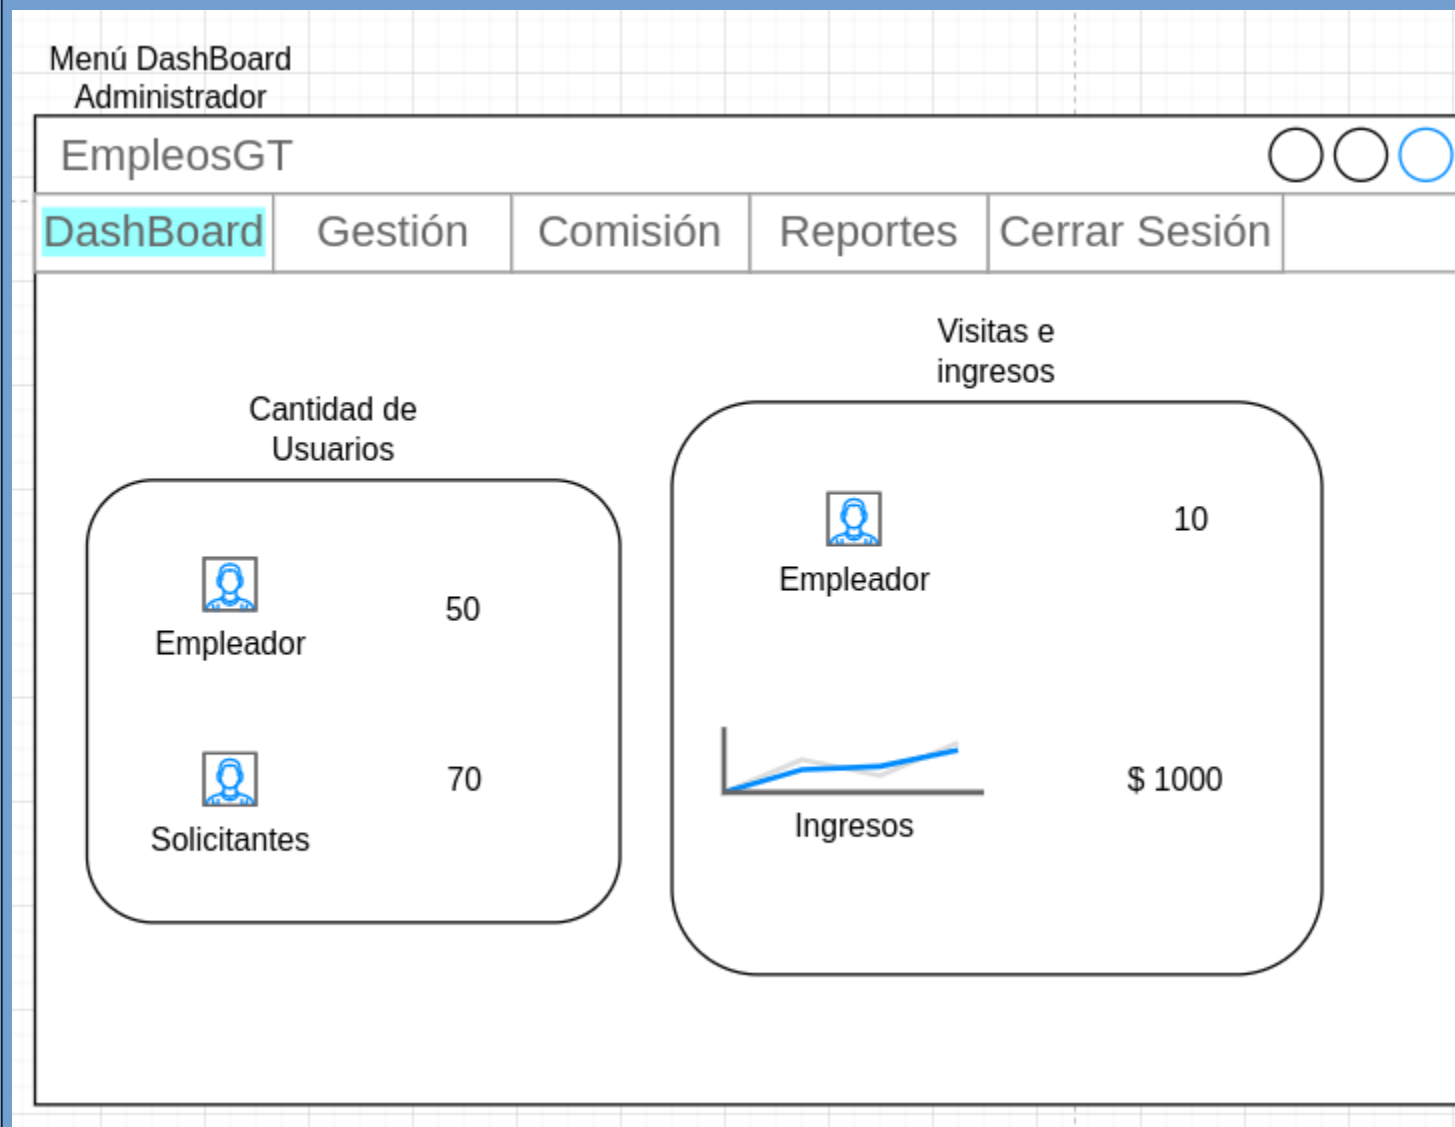 Menú DashBoard
Administrador
EmpleosGT
DashBoard Gestión Comisión Reportes Cerrar Sesión
Cantidad de
Usuarios
Empleador 50
Solicitantes 70
Visitas e
ingresos
Empleador 10
Ingresos $ 1000